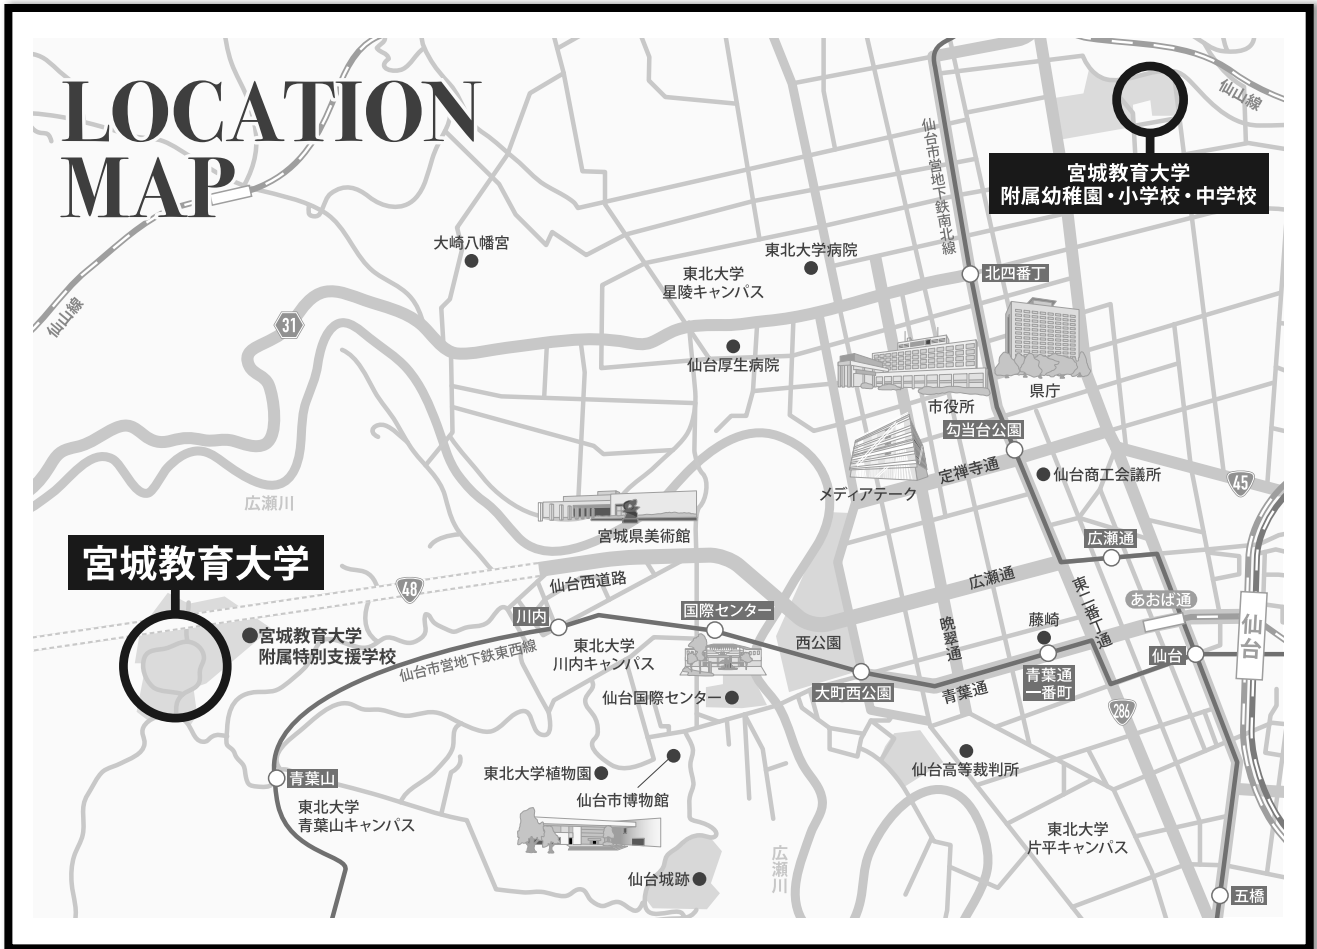 LOCATION
MAP
仙山線
宮城教育大学
附属幼稚園・小学校・中学校
仙台市営地下鉄南北線
大崎八幡宮
東北大学病院
東北大学
星陵キャンパス
北四番丁
仙山線
31
仙台厚生病院
県庁
市役所
勾当台公園
定禅寺通
仙台商工会議所
メディアテーク
45
広瀬川
宮城県美術館
広瀬通
宮城教育大学
仙台西道路
48
広瀬通
東二番丁通
あおば通
川内
国際センター
藤崎
晩翠通
仙台
宮城教育大学
附属特別支援学校
東北大学
川内キャンパス
西公園
仙台
仙台市営地下鉄東西線
青葉通
一番町
大町西公園
青葉通
仙台国際センター
286
青葉山
東北大学植物園
仙台高等裁判所
仙台市博物館
東北大学
青葉山キャンパス
東北大学
片平キャンパス
広瀬川
仙台城跡
五橋